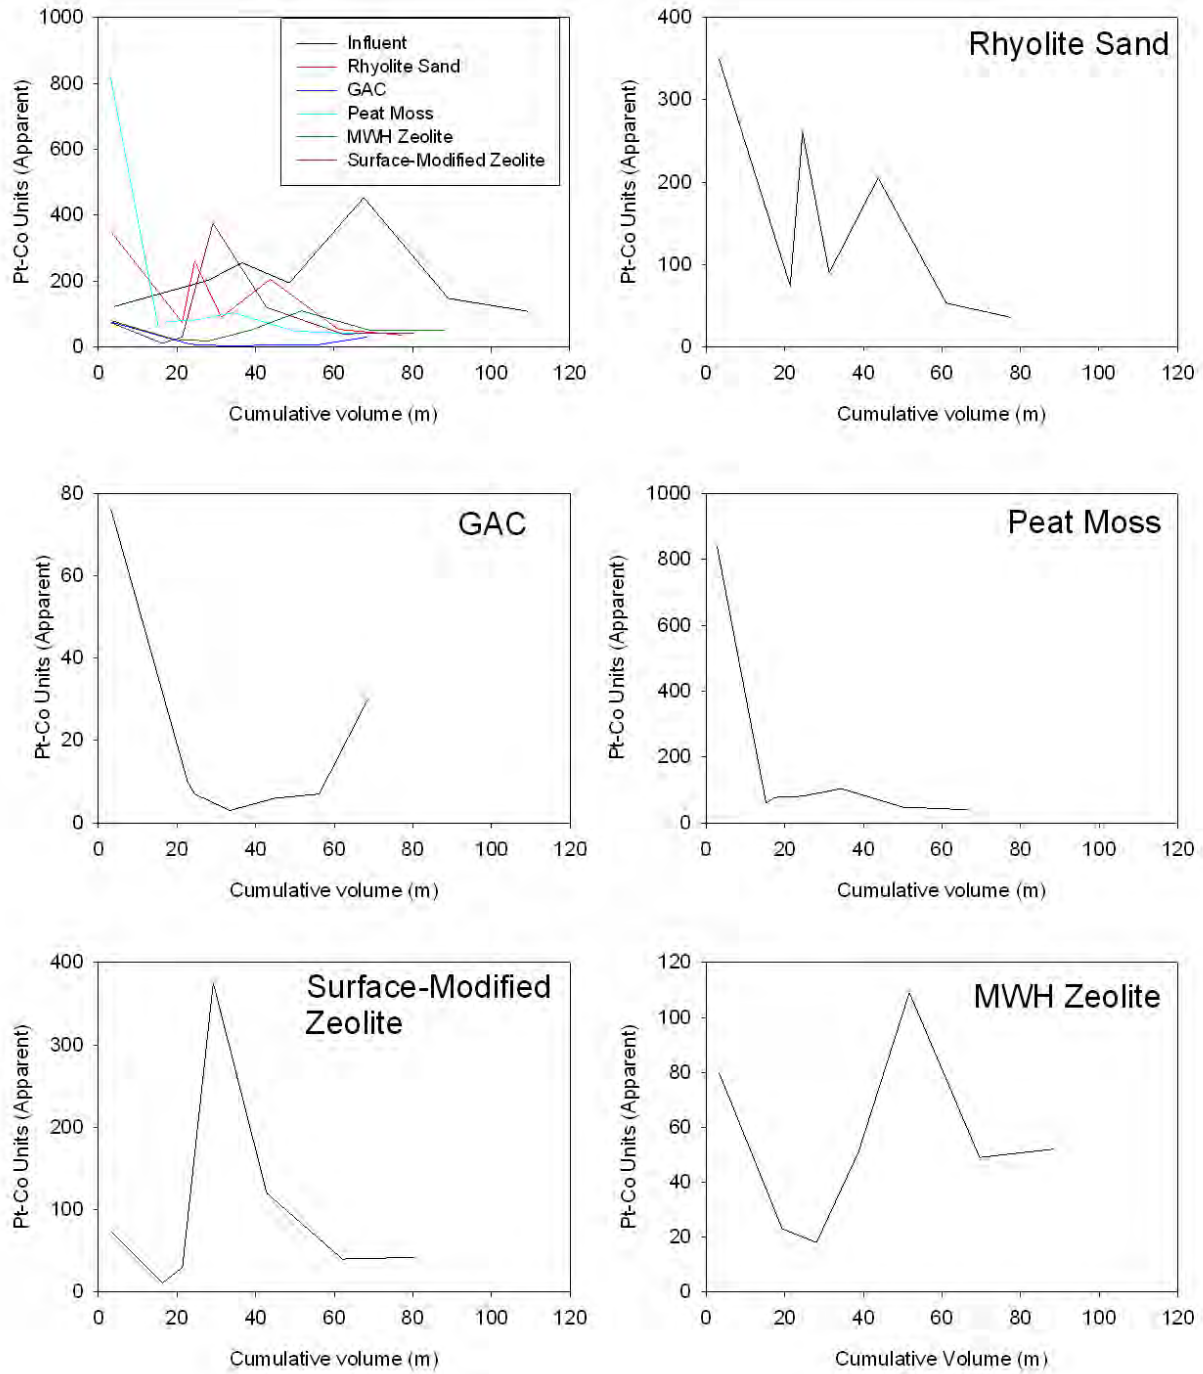 1000
800
600
400
200
0
Pt-Co Units (Apparent)
Influent
Rhyolite Sand
GAC
Peat Moss
MWH Zeolite
Surface-Modified Zeolite
0 20 40 60 80 100 120
Cumulative volume (m)
Rhyolite Sand
400
300
200
100
0
Pt-Co Units (Apparent)
0 20 40 60 80 100 120
Cumulative volume (m)
GAC
80
60
40
20
0
Pt-Co Units (Apparent)
0 20 40 60 80 100 120
Cumulative volume (m)
Peat Moss
1000
800
600
400
200
0
Pt-Co Units (Apparent)
0 20 40 60 80 100 120
Cumulative volume (m)
Surface-Modified
Zeolite
400
300
200
100
0
Pt-Co Units (Apparent)
0 20 40 60 80 100 120
Cumulative volume (m)
MWH Zeolite
120
100
80
60
40
20
0
Pt-Co Units (Apparent)
0 20 40 60 80 100 120
Cumulative Volume (m)